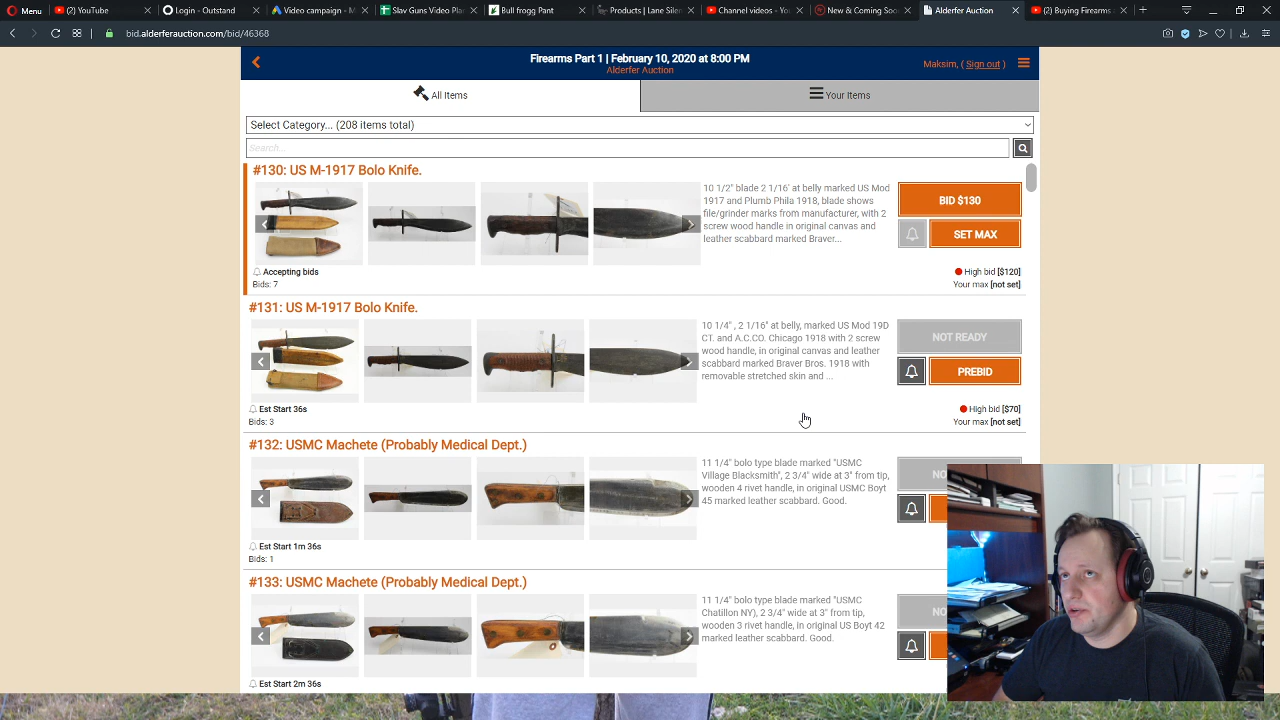 Menu
(2) YouTube
Login - Outstand
Video campaign - M
Slav Guns Video Plan
Bull frogg Pant
Products | Lane Silen
Channel videos - You
New & Coming Soo
Alderfer Auction
(2) Buying Firearms
bid.alderferauction.com/bid/46368
Firearms Part 1 | February 10, 2020 at 8:00 PM
Alderfer Auction
Maksim, ( Sign out )
All Items
Your Items
Select Category... (208 items total)
Search...
#130: US M-1917 Bolo Knife.
10 1/2" blade 2 1/16' at belly marked US Mod
1917 and Plumb Phila 1918, blade shows
file/grinder marks from manufacturer, with 2
screw wood handle in original canvas and
leather scabbard marked Braver...
BID $130
SET MAX
Accepting bids
Bids: 7
High bid [$120]
Your max [not set]
#131: US M-1917 Bolo Knife.
10 1/4" , 2 1/16" at belly, marked US Mod 19D
CT. and A.C.CO. Chicago 1918 with 2 screw
wood handle, in original canvas and leather
scabbard marked Braver Bros. 1918 with
removable stretched skin and ...
NOT READY
PREBID
Est Start 36s
Bids: 3
High bid [$70]
Your max [not set]
#132: USMC Machete (Probably Medical Dept.)
11 1/4" bolo type blade marked "USMC
Village Blacksmith", 2 3/4" wide at 3" from tip,
wooden 4 rivet handle, in original USMC Boyt
45 marked leather scabbard. Good.
NO
Est Start 1m 36s
Bids: 1
#133: USMC Machete (Probably Medical Dept.)
11 1/4" bolo type blade marked "USMC
Chatillon NY), 2 3/4" wide at 3" from tip,
wooden 3 rivet handle, in original US Boyt 42
marked leather scabbard. Good.
NO
Est Start 2m 36s